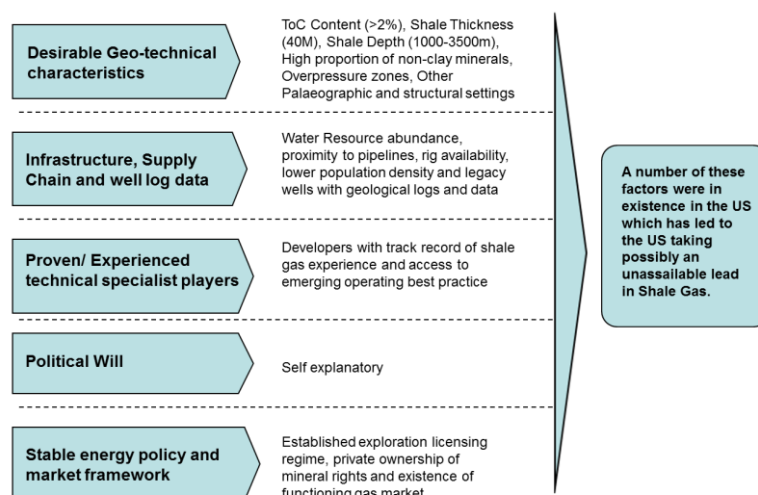 Desirable Geo-technical
characteristics
ToC Content (>2%), Shale Thickness
(40M), Shale Depth (1000-3500m),
High proportion of non-clay minerals,
Overpressure zones, Other
Palaeographic and structural settings
Infrastructure, Supply
Chain and well log data
Water Resource abundance,
proximity to pipelines, rig availability,
lower population density and legacy
wells with geological logs and data
Proven/ Experienced
technical specialist players
Developers with track record of shale
gas experience and access to
emerging operating best practice
Political Will
Self explanatory
Stable energy policy and
market framework
Established exploration licensing
regime, private ownership of
mineral rights and existence of
functioning gas market
A number of these
factors were in
existence in the US
which has led to
the US taking
possibly an
unassailable lead
in Shale Gas.